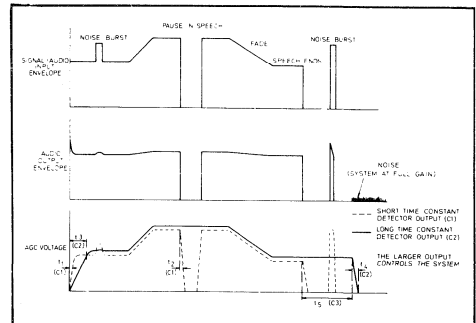 PAUSE IN SPEECH
NOISE BURST
NOISE BURST
FADE
SIGNAL (AUDIO
INPUT
ENVELOPE
SPEECH ENDS
AUDIO
OUTPUT
ENVELOPE
NOISE
(SYSTEM AT FULL GAIN)
SHORT TIME CONSTANT
DETECTOR OUTPUT (C1)
LONG TIME CONSTANT
DETECTOR OUTPUT (C2)
THE LARGER OUTPUT
CONTROLS THE SYSTEM
AGC VOLTAGE
t3
(C2)
t1
(C1)
t2
(C1)
t5 (C3)
t4
(C2)